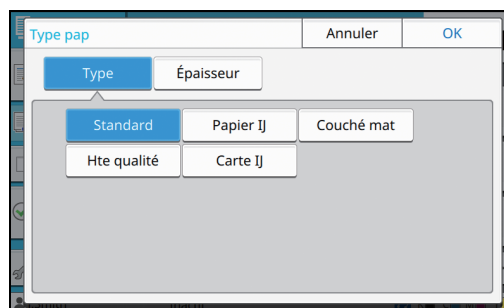 Type pap Annuler OK
Type Épaisseur
Standard Papier IJ Couché mat
Hte qualité Carte IJ